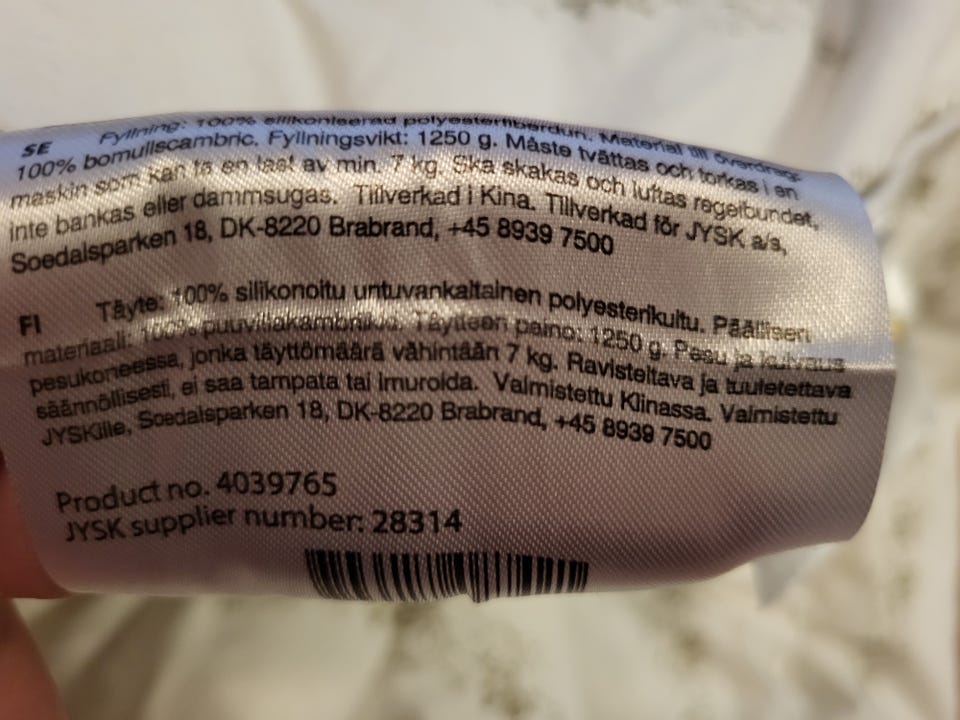 SE Fyllning: 100% silikoniserad polyesterfiberdun. Material till överdrag:
100% bomullscambric. Fyllningsvikt: 1250 g. Måste tvättas och torkas i en
maskin som kan ta en last av min. 7 kg. Ska skakas och luftas regelbundet,
inte bankas eller dammsugas. Tillverkad i Kina. Tillverkad för JYSK a/s,
Soedalsparken 18, DK-8220 Brabrand, +45 8939 7500
FI Täyte: 100% silikonoitu untuvankaltainen polyesterikuitu. Päällisen
materiaali: 100% puuvillakambriikkia. Täytteen paino: 1250 g. Pesu ja kuivaus
pesukoneessa, jonka täyttömäärä vähintään 7 kg. Ravisteltava ja tuuletettava
säännöllisesti, ei saa tampata tai imuroida. Valmistettu Kiinassa. Valmistettu
JYSKille, Soedalsparken 18, DK-8220 Brabrand, +45 8939 7500
Product no. 4039765
JYSK supplier number: 28314